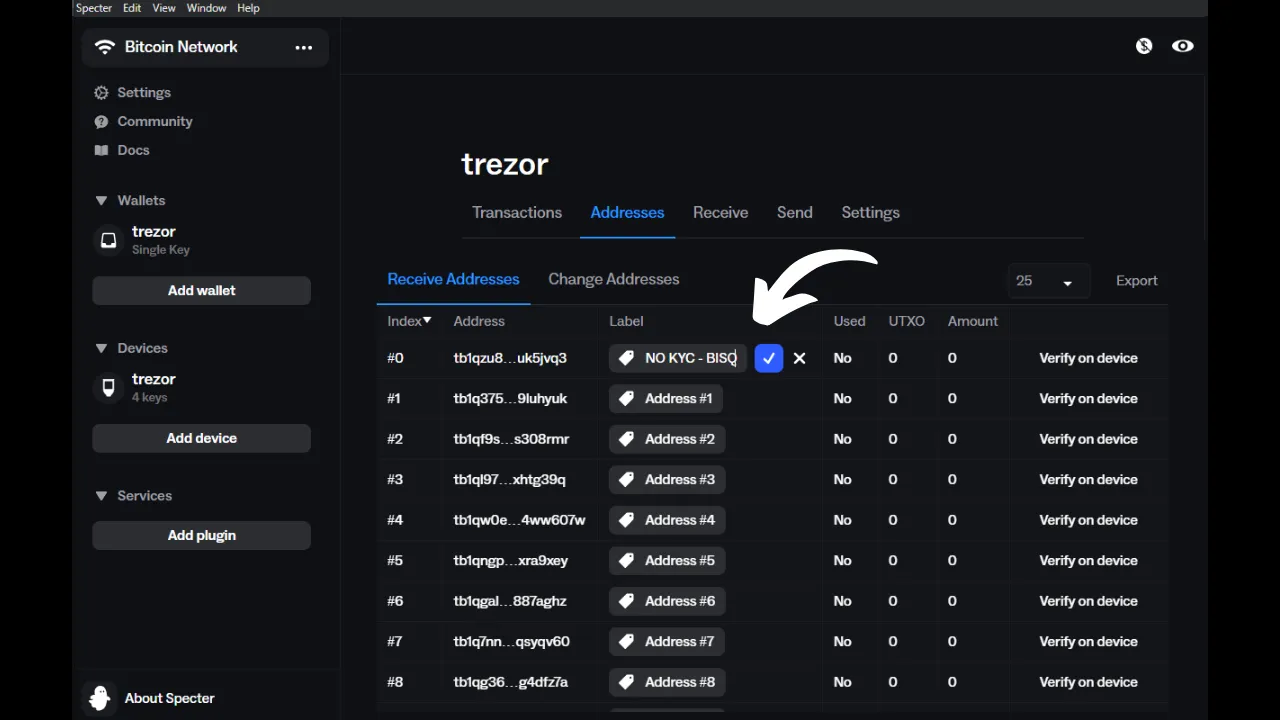 Specter Edit View Window Help
Bitcoin Network
Settings
Community
Docs
Wallets
trezor
Single Key
Add wallet
Devices
trezor
4 keys
Add device
Services
Add plugin
About Specter
trezor
Transactions Addresses Receive Send Settings
Receive Addresses Change Addresses 25 Export
Index Address Label Used UTXO Amount
#0 tb1qzu8...uk5jvq3 NO KYC - BISQ No 0 0 Verify on device
#1 tb1q375...9luhyuk Address #1 No 0 0 Verify on device
#2 tb1qf9s...s308rmr Address #2 No 0 0 Verify on device
#3 tb1ql97...xhtg39q Address #3 No 0 0 Verify on device
#4 tb1qw0e...4ww607w Address #4 No 0 0 Verify on device
#5 tb1qngp...xra9xey Address #5 No 0 0 Verify on device
#6 tb1qgal...887aghz Address #6 No 0 0 Verify on device
#7 tb1q7nn...qsyqv60 Address #7 No 0 0 Verify on device
#8 tb1qg36...g4dfz7a Address #8 No 0 0 Verify on device